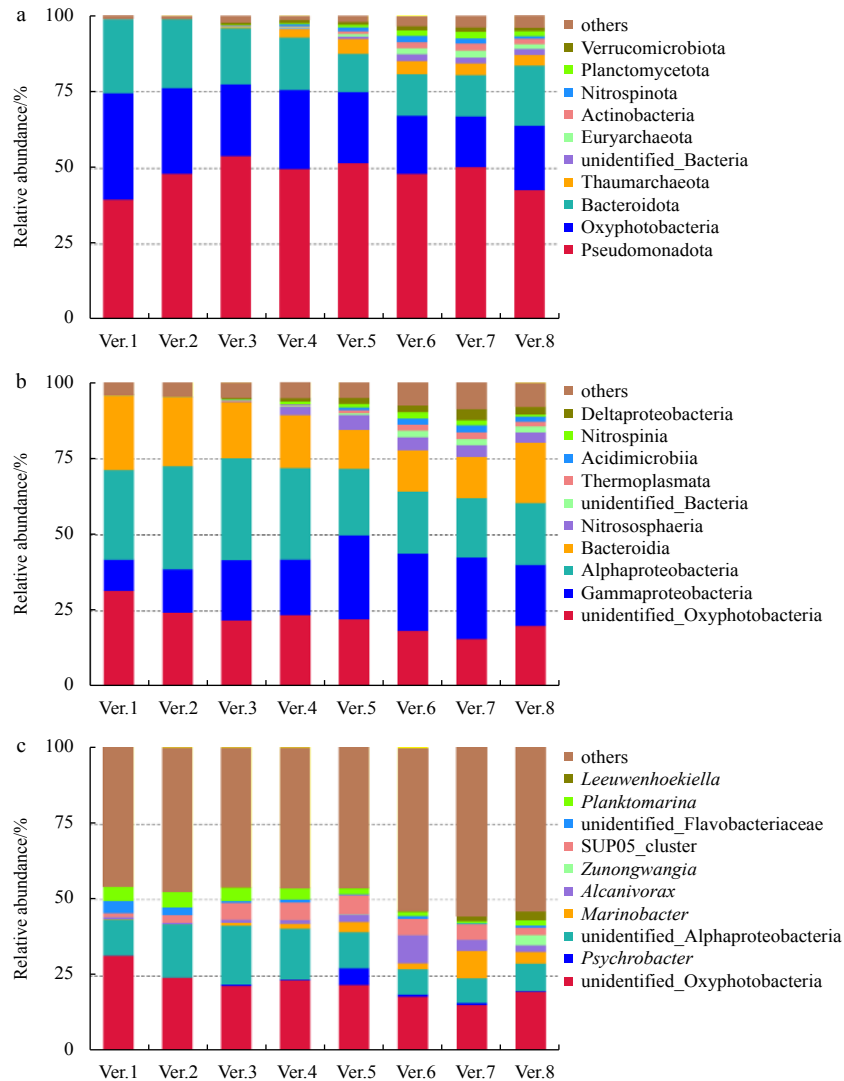 a
Relative abundance/%
100
75
50
25
0
Ver.1 Ver.2 Ver.3 Ver.4 Ver.5 Ver.6 Ver.7 Ver.8
others
Verrucomicrobiota
Planctomycetota
Nitrospinota
Actinobacteria
Euryarchaeota
unidentified_Bacteria
Thaumarchaeota
Bacteroidota
Oxyphotobacteria
Pseudomonadota
b
Relative abundance/%
100
75
50
25
0
Ver.1 Ver.2 Ver.3 Ver.4 Ver.5 Ver.6 Ver.7 Ver.8
others
Deltaproteobacteria
Nitrospinia
Acidimicrobiia
Thermoplasmata
unidentified_Bacteria
Nitrososphaeria
Bacteroidia
Alphaproteobacteria
Gammaproteobacteria
unidentified_Oxyphotobacteria
c
Relative abundance/%
100
75
50
25
0
Ver.1 Ver.2 Ver.3 Ver.4 Ver.5 Ver.6 Ver.7 Ver.8
others
Leeuwenhoekiella
Planktomarina
unidentified_Flavobacteriaceae
SUP05_cluster
Zunongwangia
Alcanivorax
Marinobacter
unidentified_Alphaproteobacteria
Psychrobacter
unidentified_Oxyphotobacteria